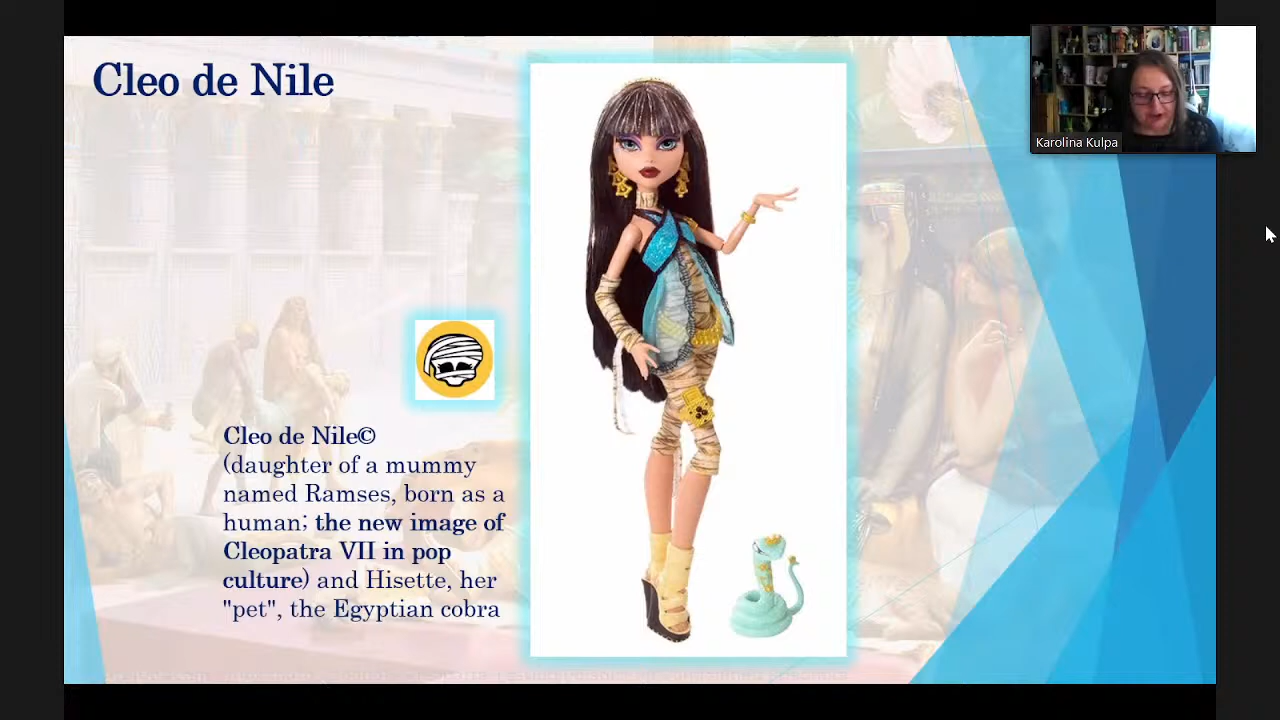 Cleo de Nile
Karolina Kulpa
Cleo de Nile©
(daughter of a mummy
named Ramses, born as a
human; the new image of
Cleopatra VII in pop
culture) and Hisette, her
"pet", the Egyptian cobra